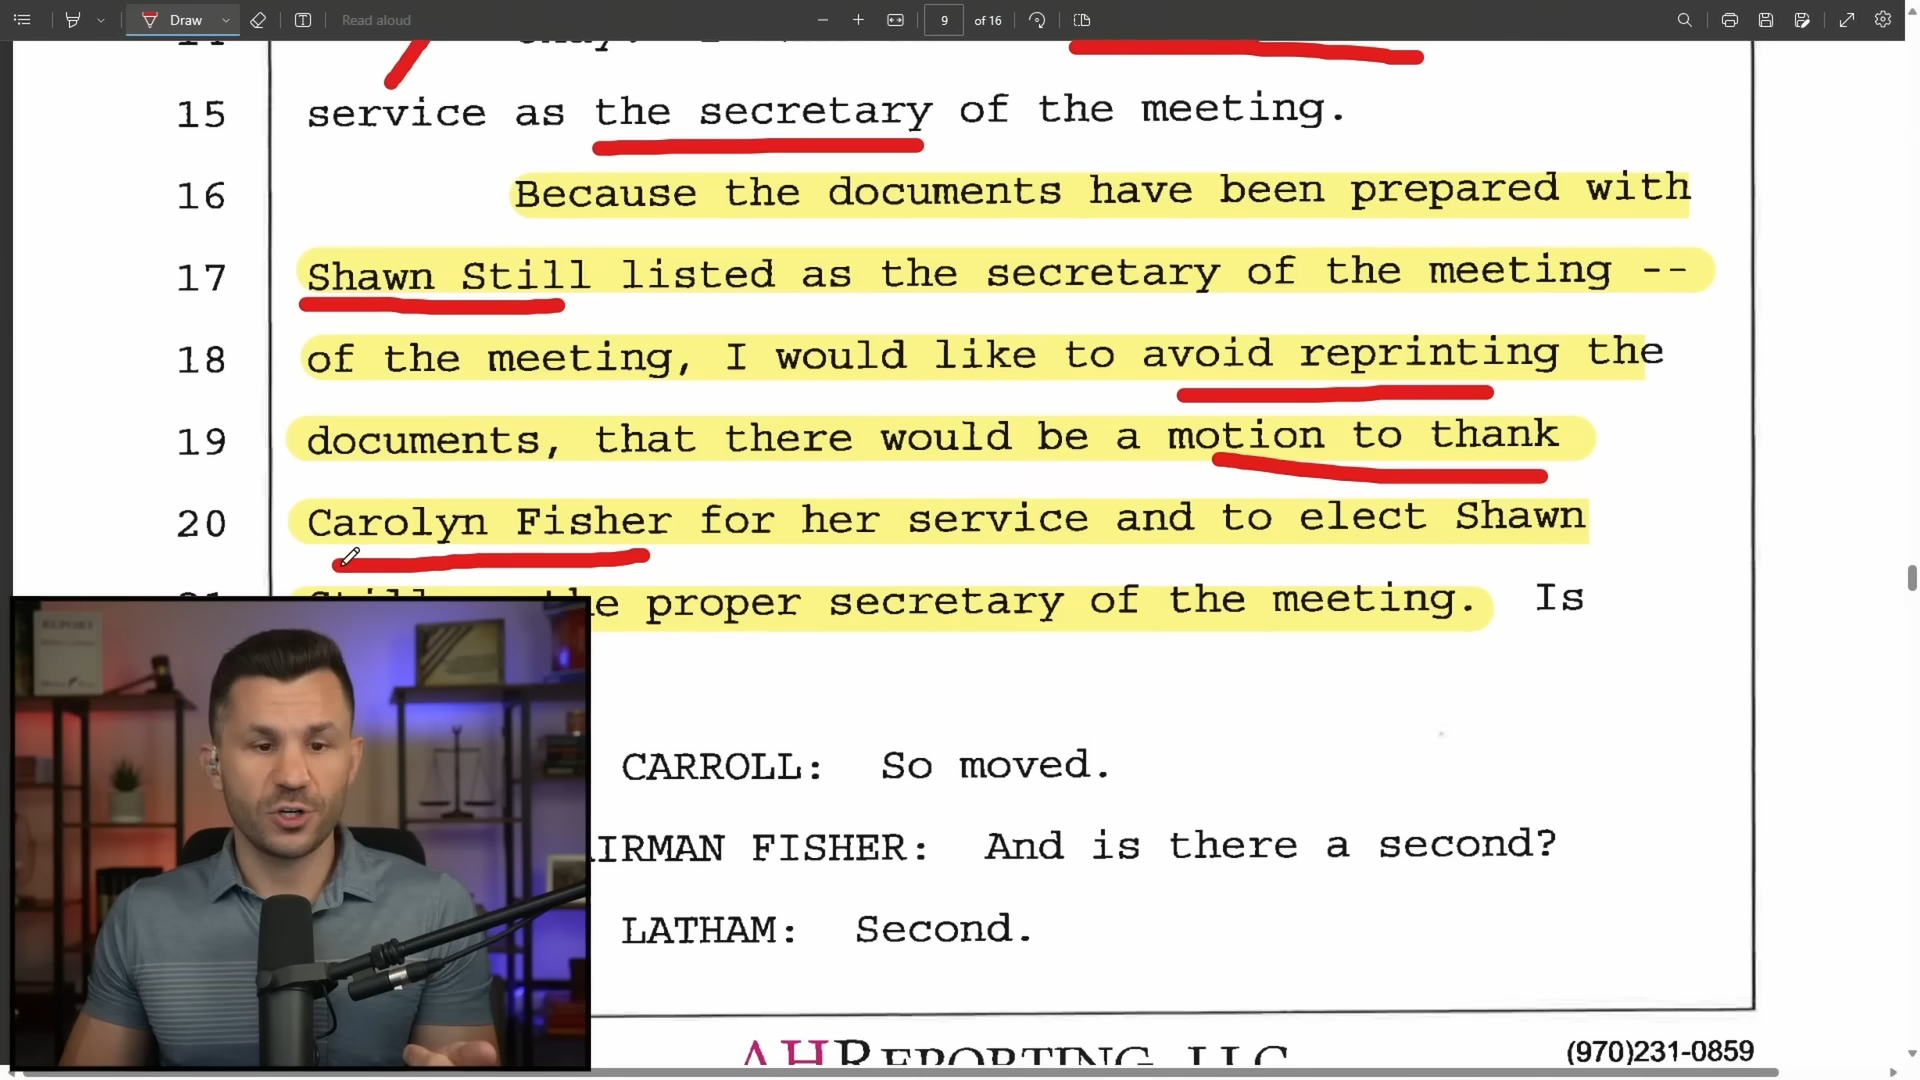 Draw
Read aloud
9 of 16
15 service as the secretary of the meeting.
16 Because the documents have been prepared with
17 Shawn Still listed as the secretary of the meeting --
18 of the meeting, I would like to avoid reprinting the
19 documents, that there would be a motion to thank
20 Carolyn Fisher for her service and to elect Shawn
proper secretary of the meeting. Is
CARROLL: So moved.
FISHER: And is there a second?
LATHAM: Second.
AHREPORTING, LLC
(970)231-0859
REPORT